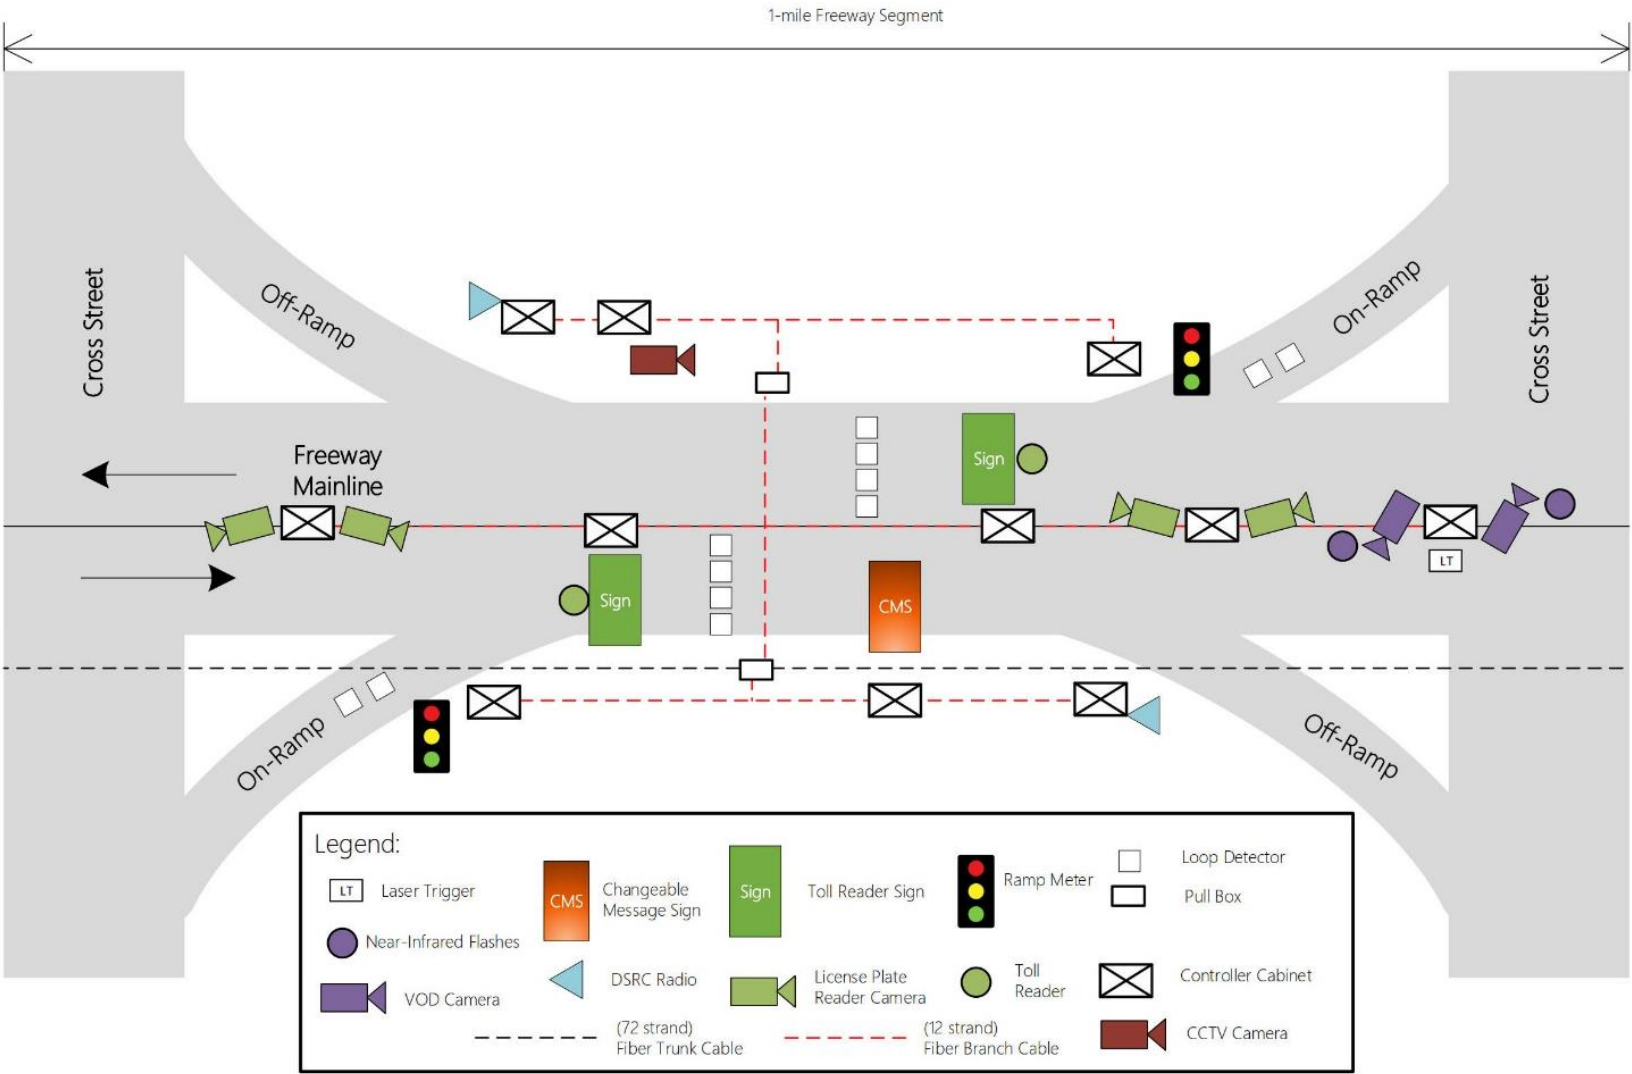 1-mile Freeway Segment
Cross Street
Off-Ramp
On-Ramp
Cross Street
Freeway
Mainline
Sign
Sign
CMS
LT
On-Ramp
Off-Ramp
Legend:
LT
Laser Trigger
CMS
Changeable
Message Sign
Sign
Toll Reader Sign
Ramp Meter
Loop Detector
Pull Box
Near-Infrared Flashes
DSRC Radio
License Plate
Reader Camera
Toll
Reader
Controller Cabinet
VOD Camera
(72 strand)
Fiber Trunk Cable
(12 strand)
Fiber Branch Cable
CCTV Camera